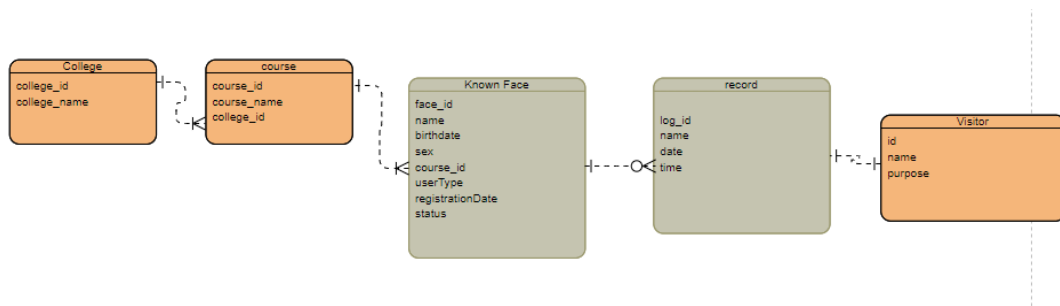 College
college_id
college_name
course
course_id
course_name
college_id
Known Face
face_id
name
birthdate
sex
course_id
userType
registrationDate
status
record
log_id
name
date
time
Visitor
id
name
purpose